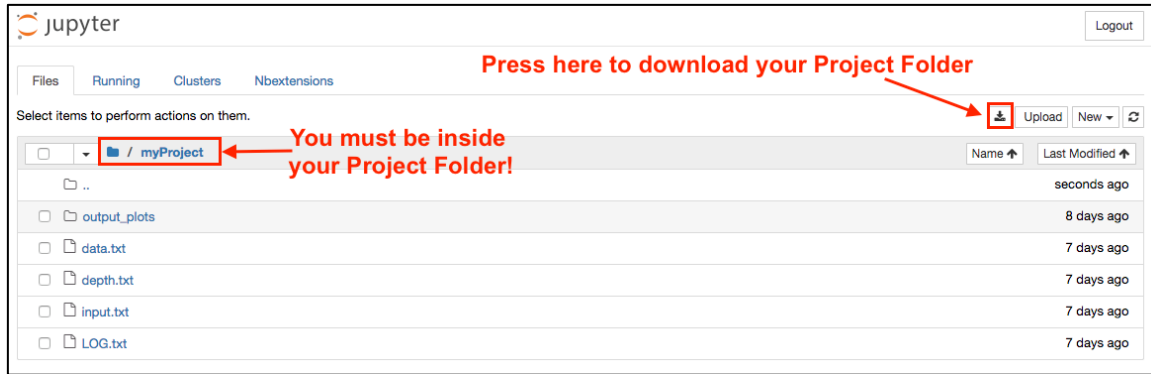 jupyter
Logout
Press here to download your Project Folder
Files Running Clusters Nbextensions
Select items to perform actions on them.
Upload New
You must be inside
your Project Folder!
/ myProject
Name Last Modified
.. seconds ago
output_plots 8 days ago
data.txt 7 days ago
depth.txt 7 days ago
input.txt 7 days ago
LOG.txt 7 days ago